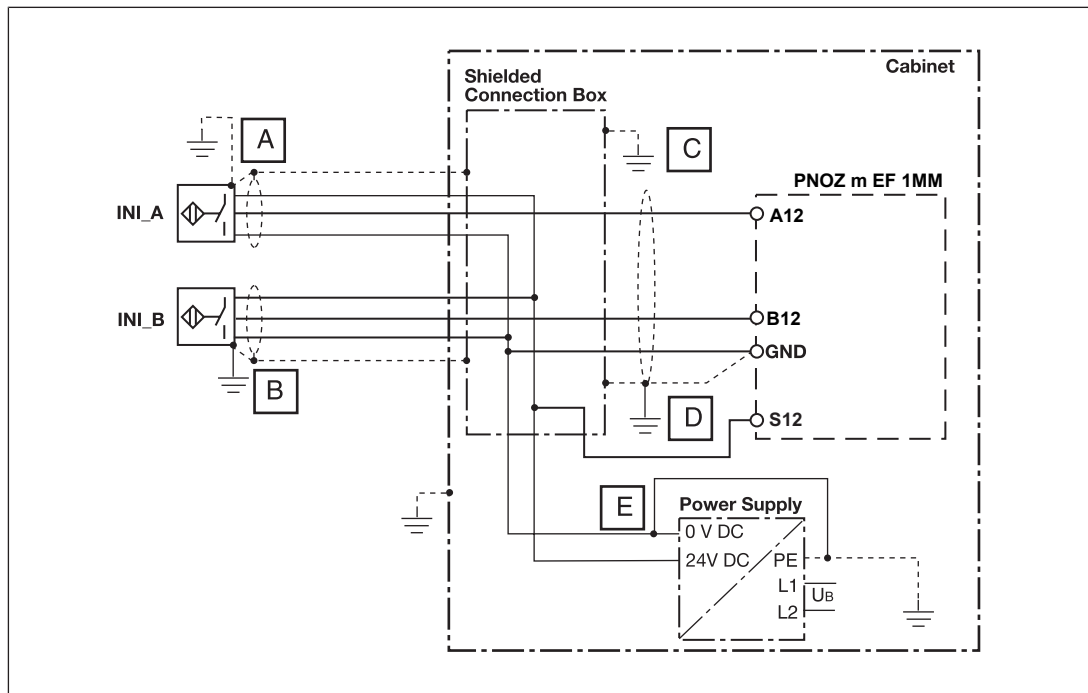 Cabinet
Shielded
Connection Box
A
C
PNOZ m EF 1MM
INI_A
A12
INI_B
B12
GND
B
D
S12
E
Power Supply
0 V DC
24V DC
PE
L1
UB
L2